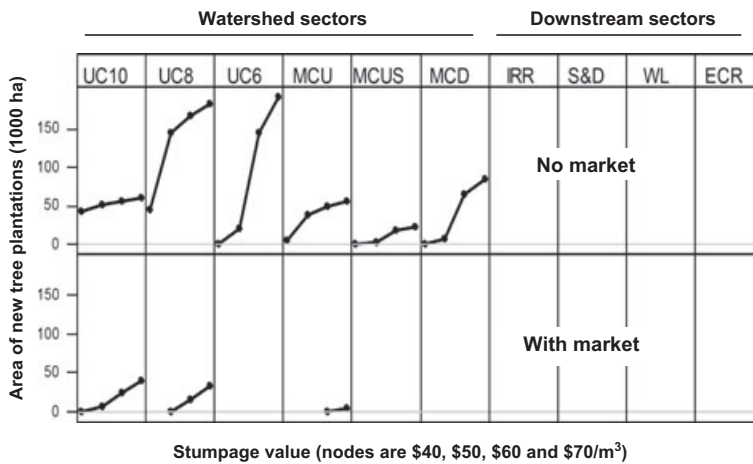 Watershed sectors Downstream sectors
UC10 UC8 UC6 MCU MCUS MCD IRR S&D WL ECR
Area of new tree plantations (1000 ha)
150
100
50
0
No market
150
100
50
0
With market
Stumpage value (nodes are $40, $50, $60 and $70/m³)